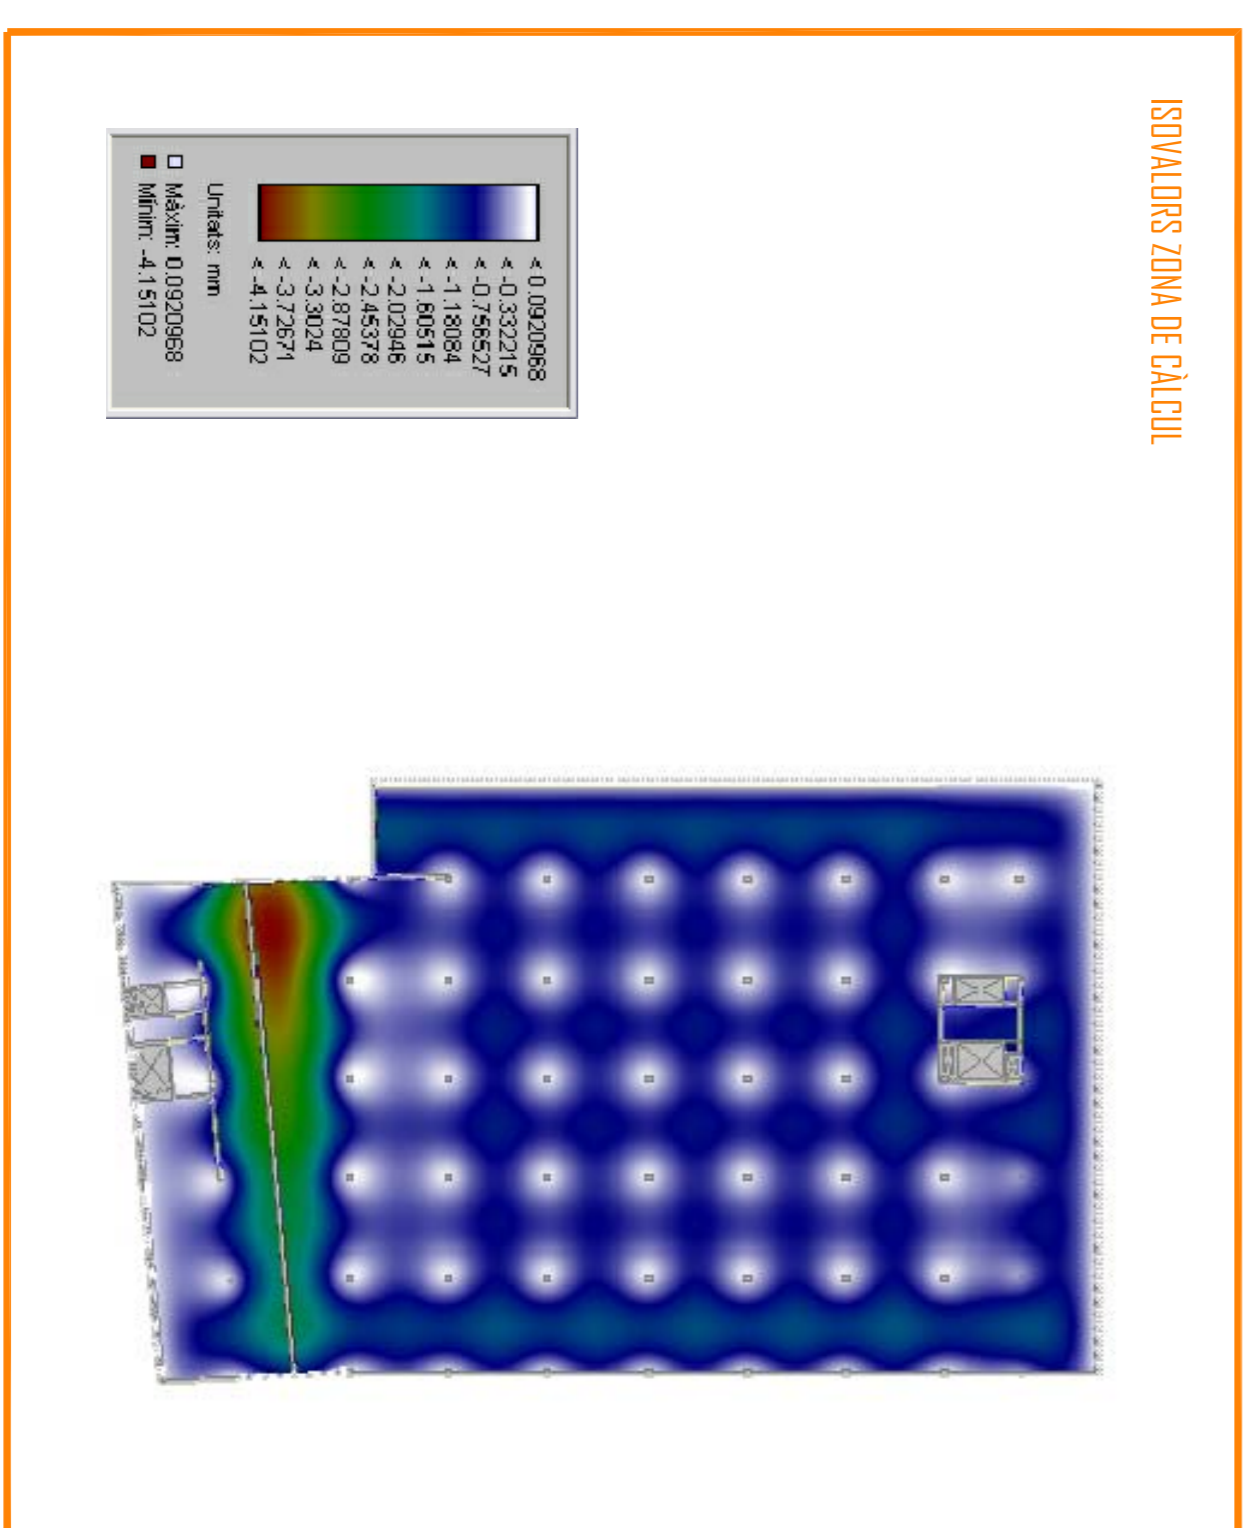 ISOVALORS ZONA DE CÀLCUL
< 0.0920968
< -0.332215
< -0.756527
< -1.18084
< -1.60515
< -2.02946
< -2.45378
< -2.87809
< -3.3024
< -3.72671
< -4.15102
Unitats: mm
Màxim: 0.0920968
Mínim: -4.15102